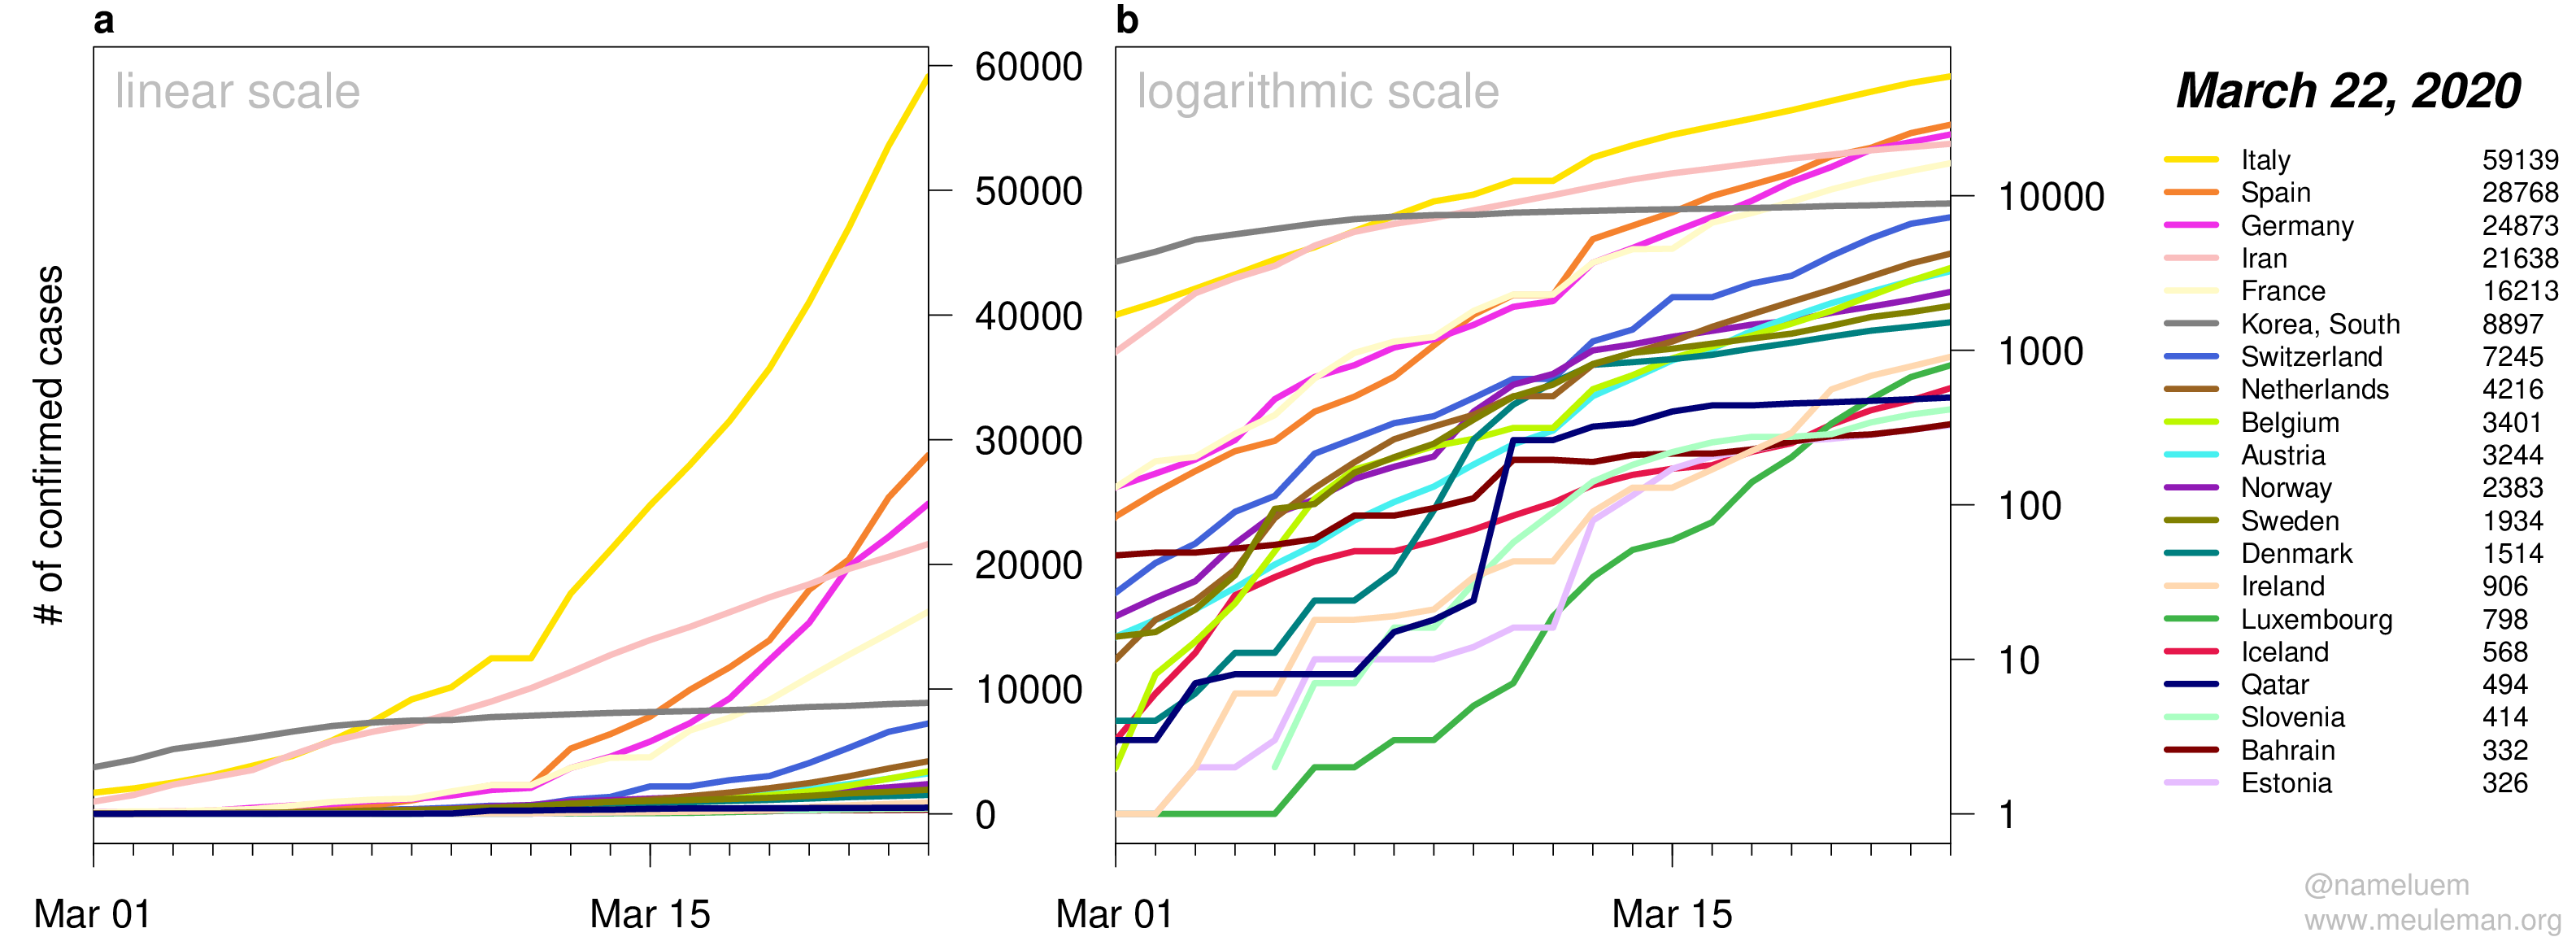 a
linear scale
# of confirmed cases
60000
50000
40000
30000
20000
10000
0
Mar 01
Mar 15
b
logarithmic scale
10000
1000
100
10
1
Mar 01
Mar 15
March 22, 2020
Italy 59139
Spain 28768
Germany 24873
Iran 21638
France 16213
Korea, South 8897
Switzerland 7245
Netherlands 4216
Belgium 3401
Austria 3244
Norway 2383
Sweden 1934
Denmark 1514
Ireland 906
Luxembourg 798
Iceland 568
Qatar 494
Slovenia 414
Bahrain 332
Estonia 326
@nameluem
www.meuleman.org